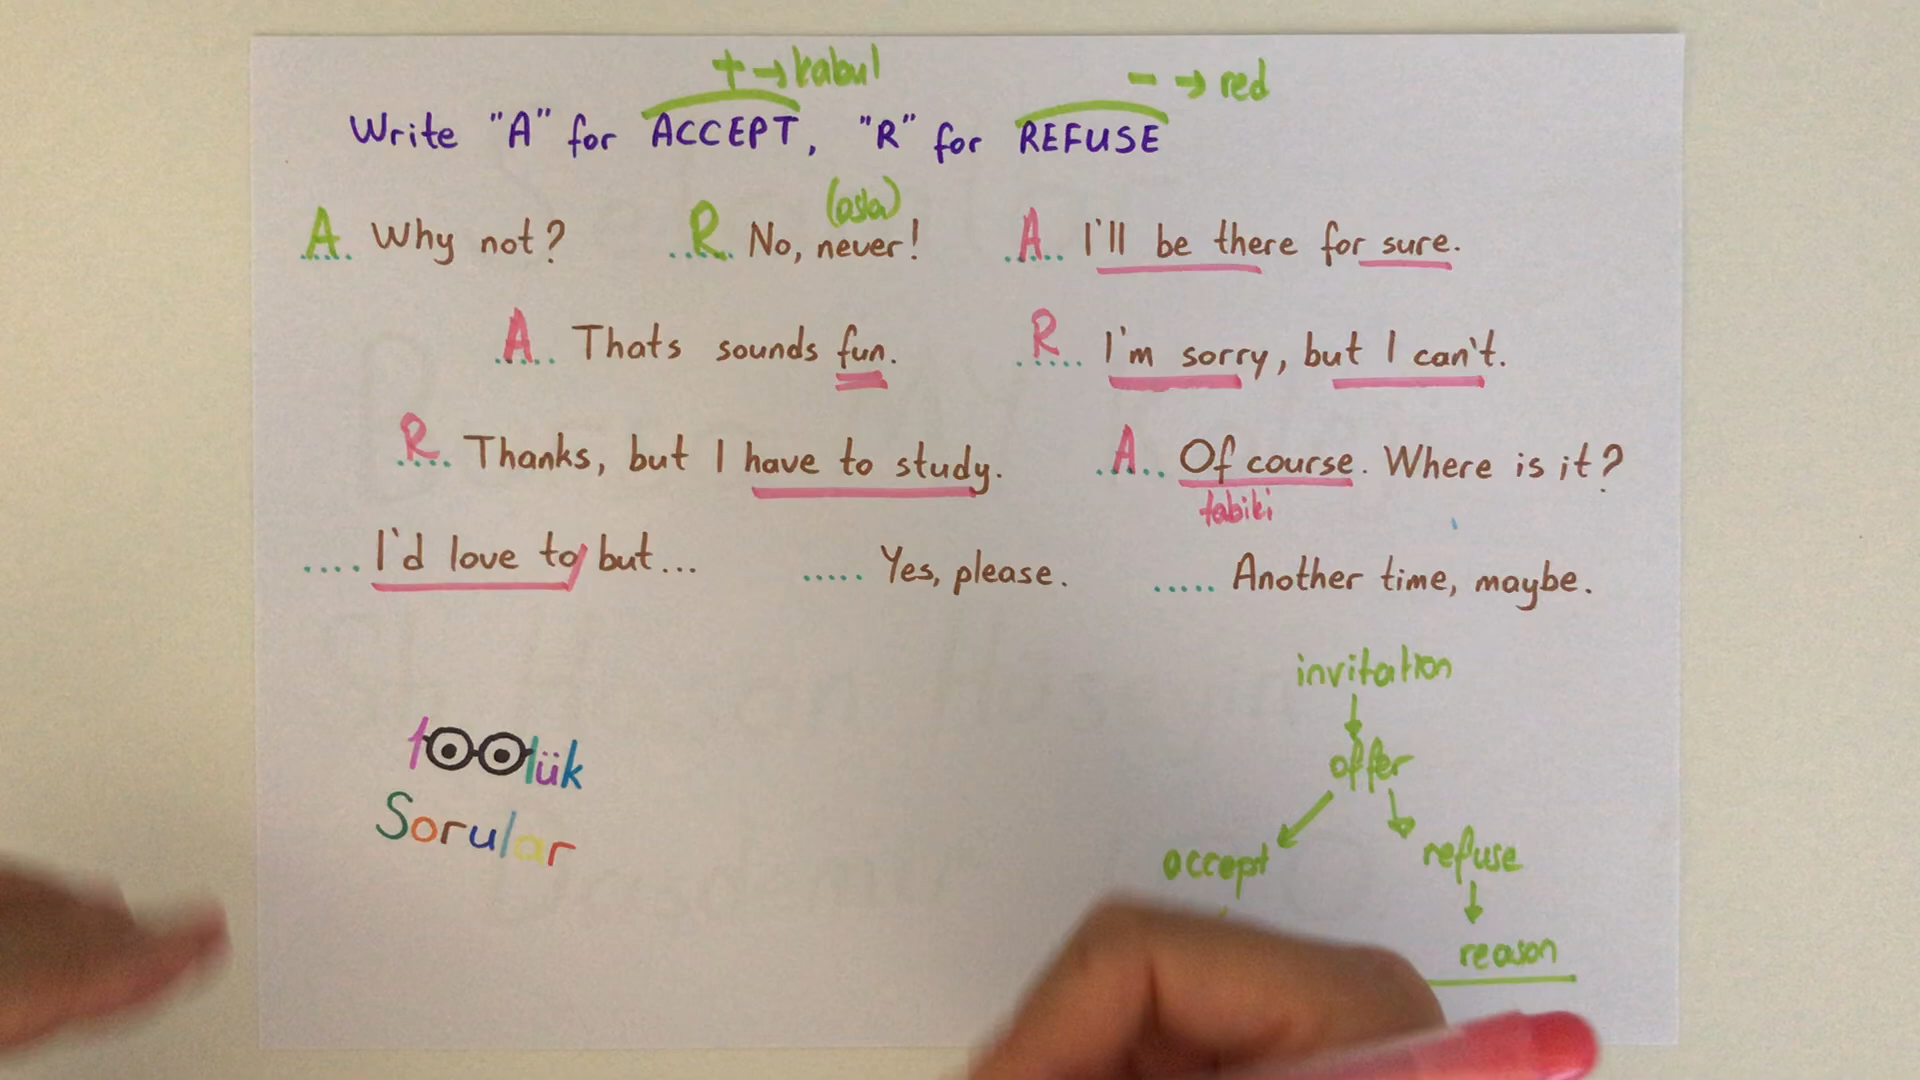 + → kabul - → red
Write "A" for ACCEPT, "R" for REFUSE
(asla)
A. Why not? ..R. No, never! .A.. I'll be there for sure.
.A.. Thats sounds fun. .R... I'm sorry, but I can't.
.R.. Thanks, but I have to study. .A.. Of course. Where is it?
tabiki
.... I'd love to/ but... ..... Yes, please. ..... Another time, maybe.
invitation
offer
accept refuse
reason
tooluk
Sorular